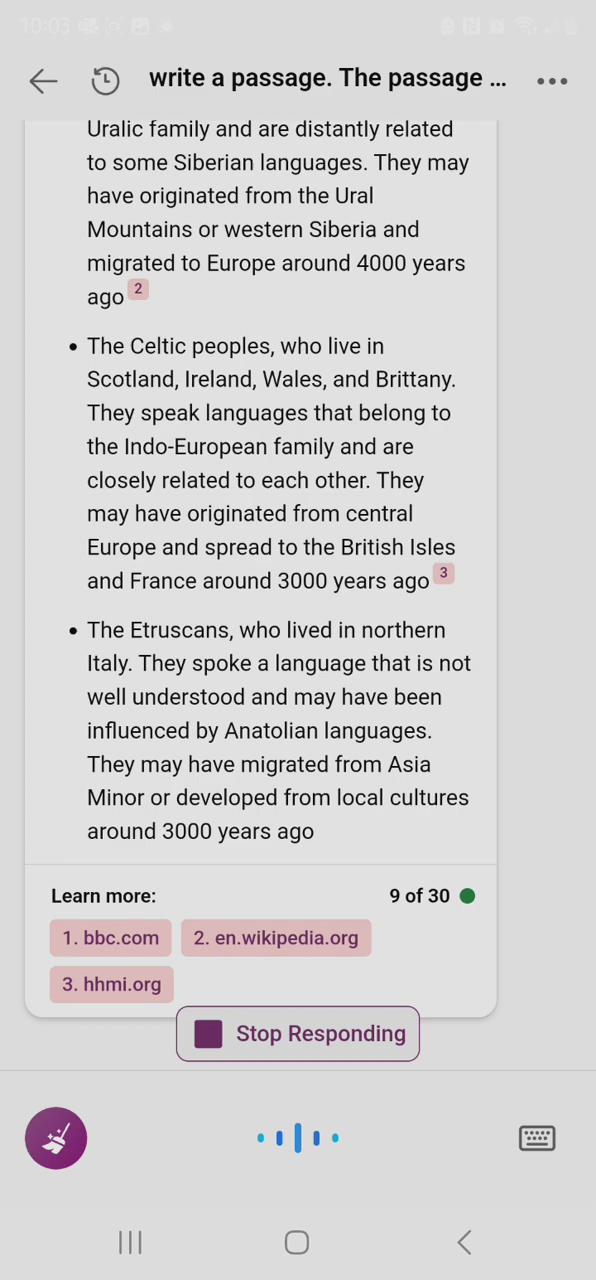 10:03
write a passage. The passage ...
Uralic family and are distantly related
to some Siberian languages. They may
have originated from the Ural
Mountains or western Siberia and
migrated to Europe around 4000 years
ago 2
• The Celtic peoples, who live in
Scotland, Ireland, Wales, and Brittany.
They speak languages that belong to
the Indo-European family and are
closely related to each other. They
may have originated from central
Europe and spread to the British Isles
and France around 3000 years ago 3
• The Etruscans, who lived in northern
Italy. They spoke a language that is not
well understood and may have been
influenced by Anatolian languages.
They may have migrated from Asia
Minor or developed from local cultures
around 3000 years ago
Learn more: 9 of 30
1. bbc.com 2. en.wikipedia.org
3. hhmi.org
Stop Responding